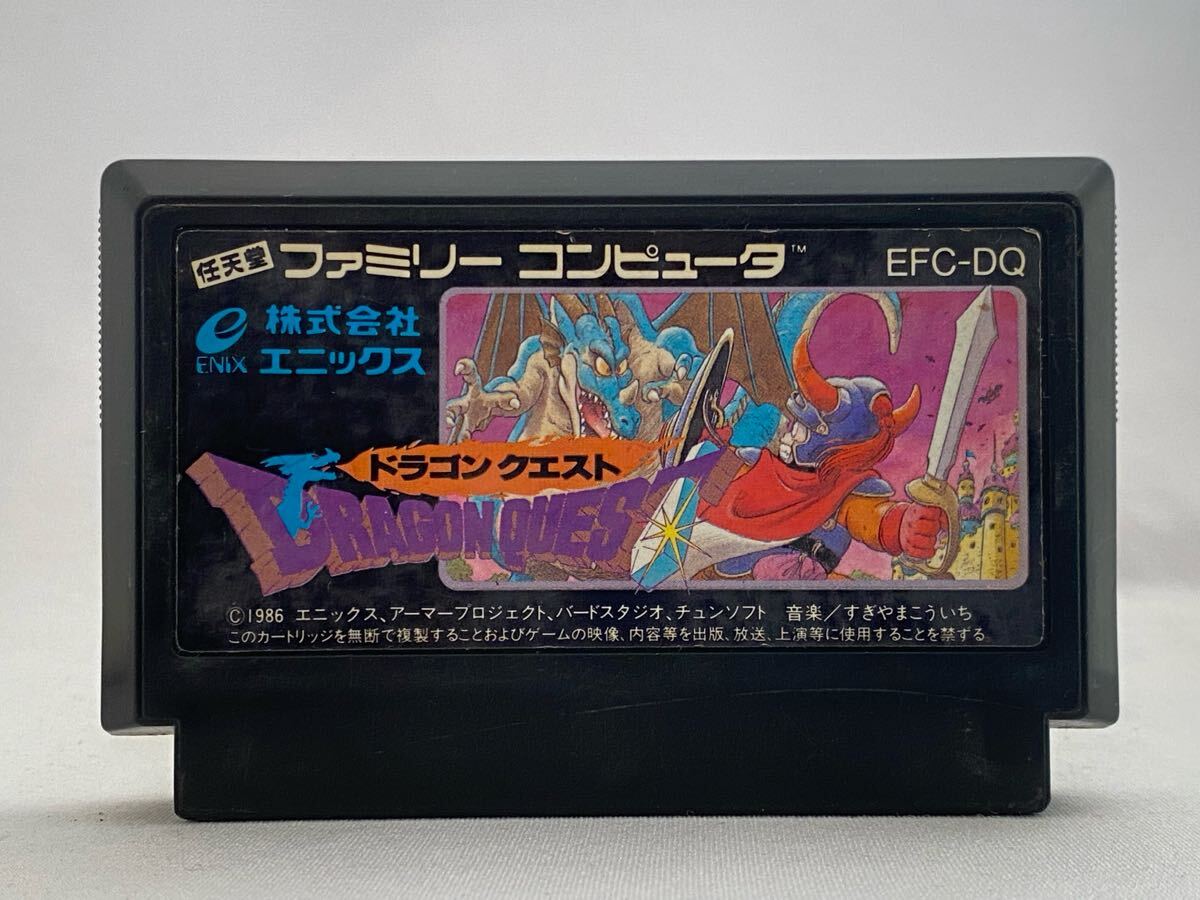 任天堂 ファミリー コンピュータ™ EFC-DQ
株式会社
ENIX エニックス
ドラゴン クエスト
DRAGON QUEST
©1986 エニックス、アーマープロジェクト、バードスタジオ、チュンソフト 音楽/すぎやまこういち
このカートリッジを無断で複製することおよびゲームの映像、内容等を出版、放送、上演等に使用することを禁する